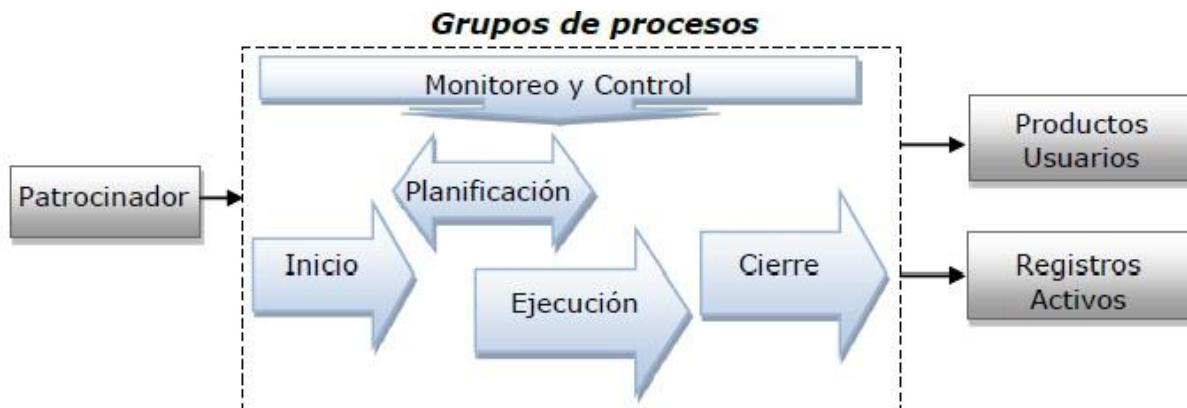 Grupos de procesos
Monitoreo y Control
Patrocinador
Inicio
Planificación
Ejecución
Cierre
Productos
Usuarios
Registros
Activos